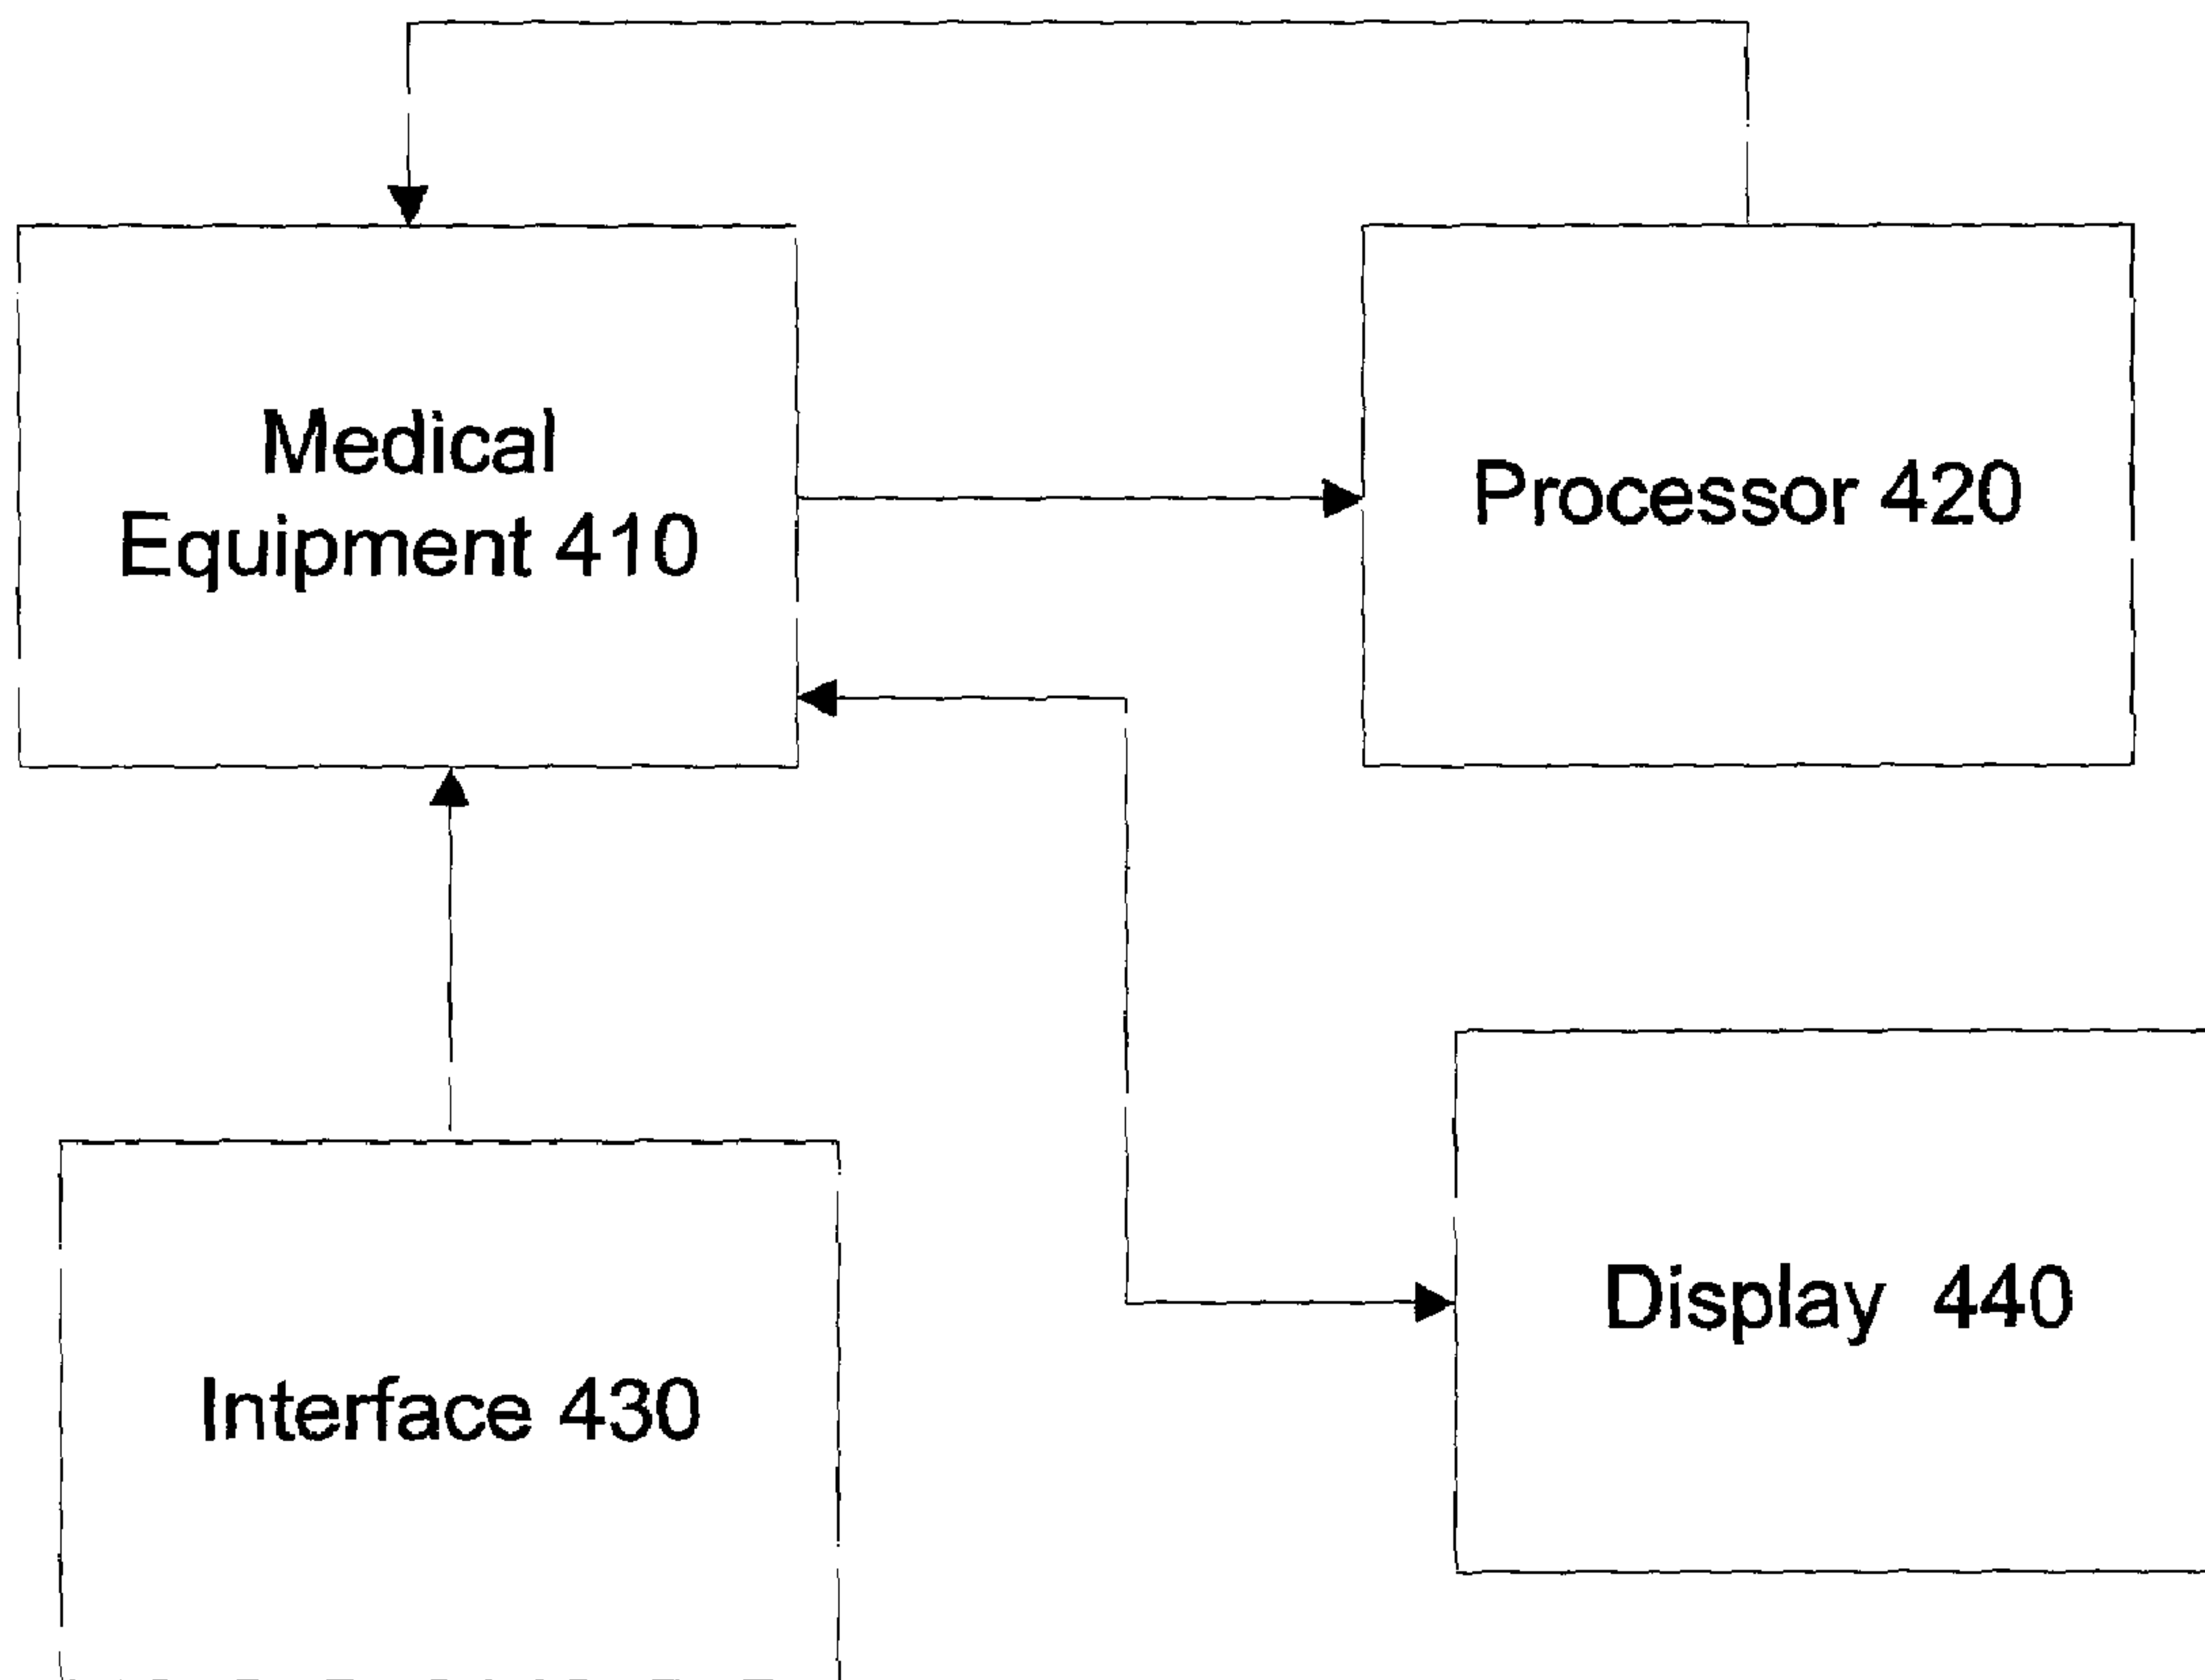 Medical
Equipment 410
Processor 420
Display 440
Interface 430